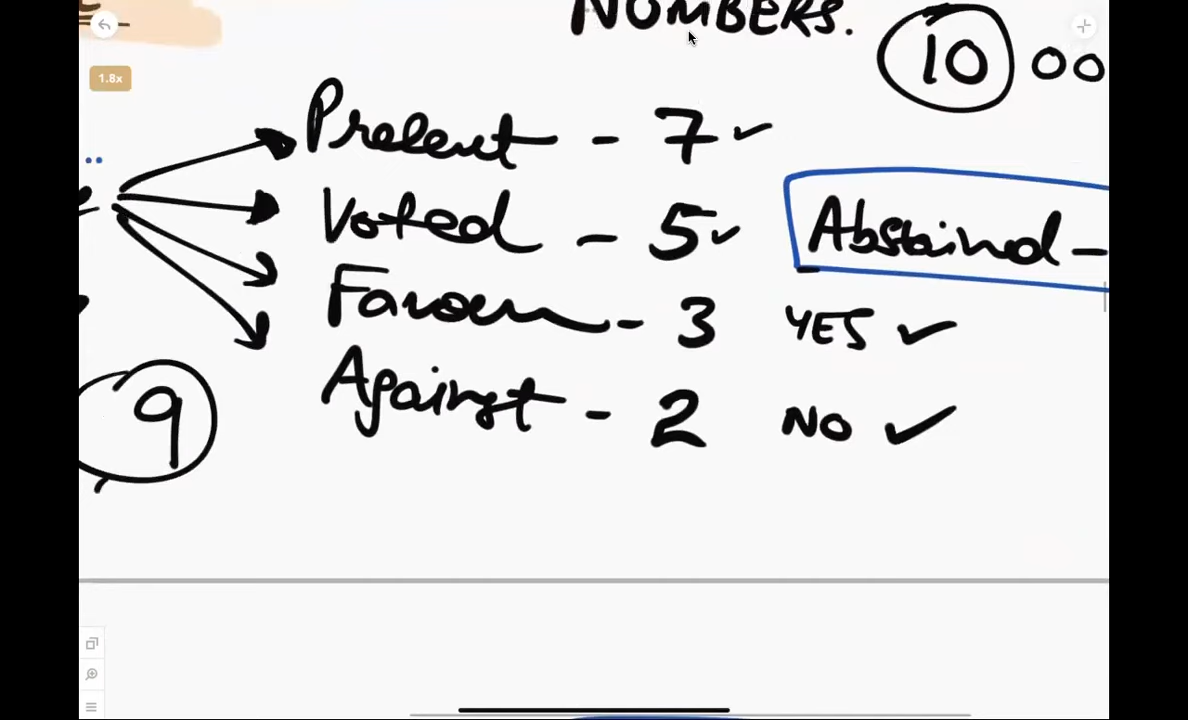 NUMBERS.
10 00
1.8x
Present - 7 ✓
Voted - 5 ✓
Abstained -
Favour - 3 YES ✓
Against - 2 NO ✓
9